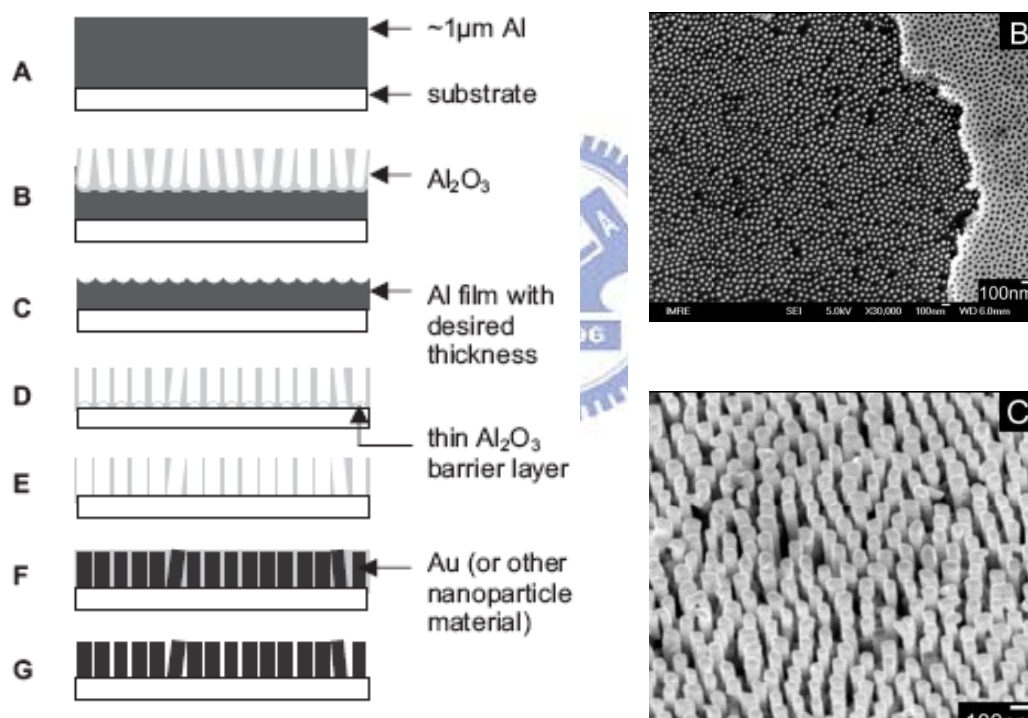 A
~1µm Al
substrate
B
Al₂O₃
C
Al film with
desired
thickness
D
thin Al₂O₃
barrier layer
E
F
Au (or other
nanoparticle
material)
G
B
100nm
IMRE SEI 5.0kV X30,000 100nm WD 6.0mm
C